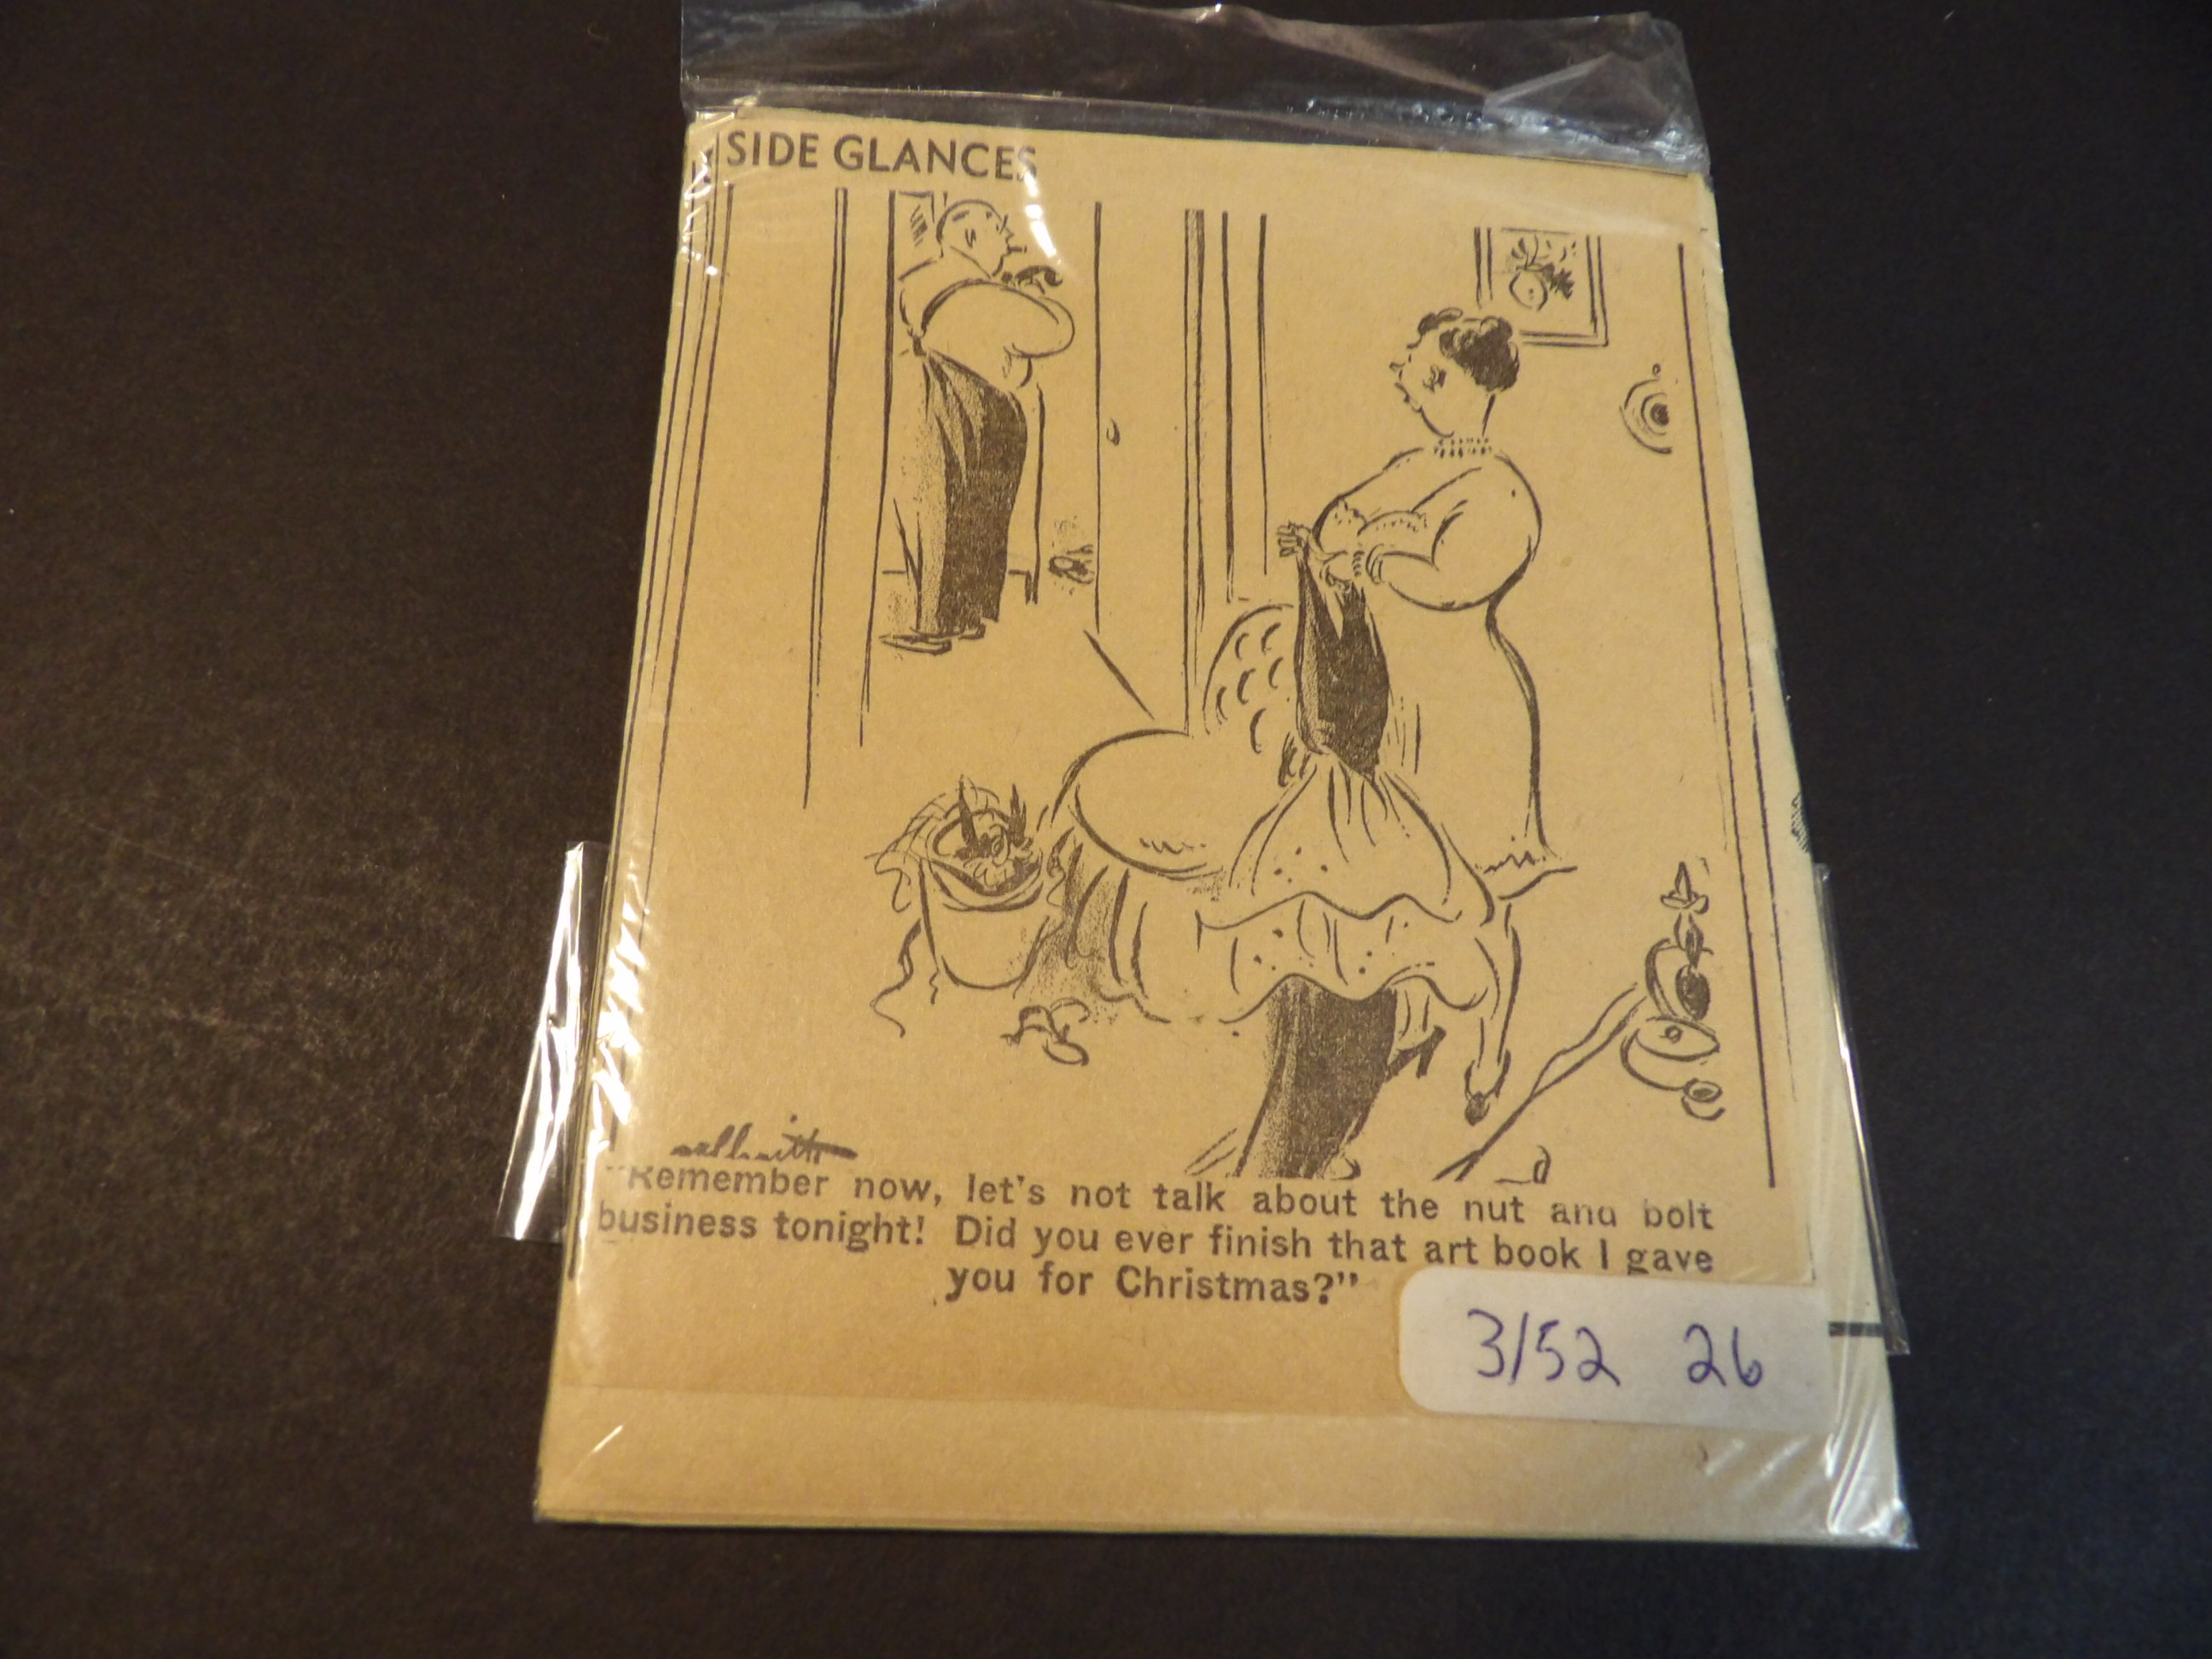 SIDE GLANCES
galbraith
"Remember now, let's not talk about the nut and bolt
business tonight! Did you ever finish that art book I gave
you for Christmas?"
3/52 26